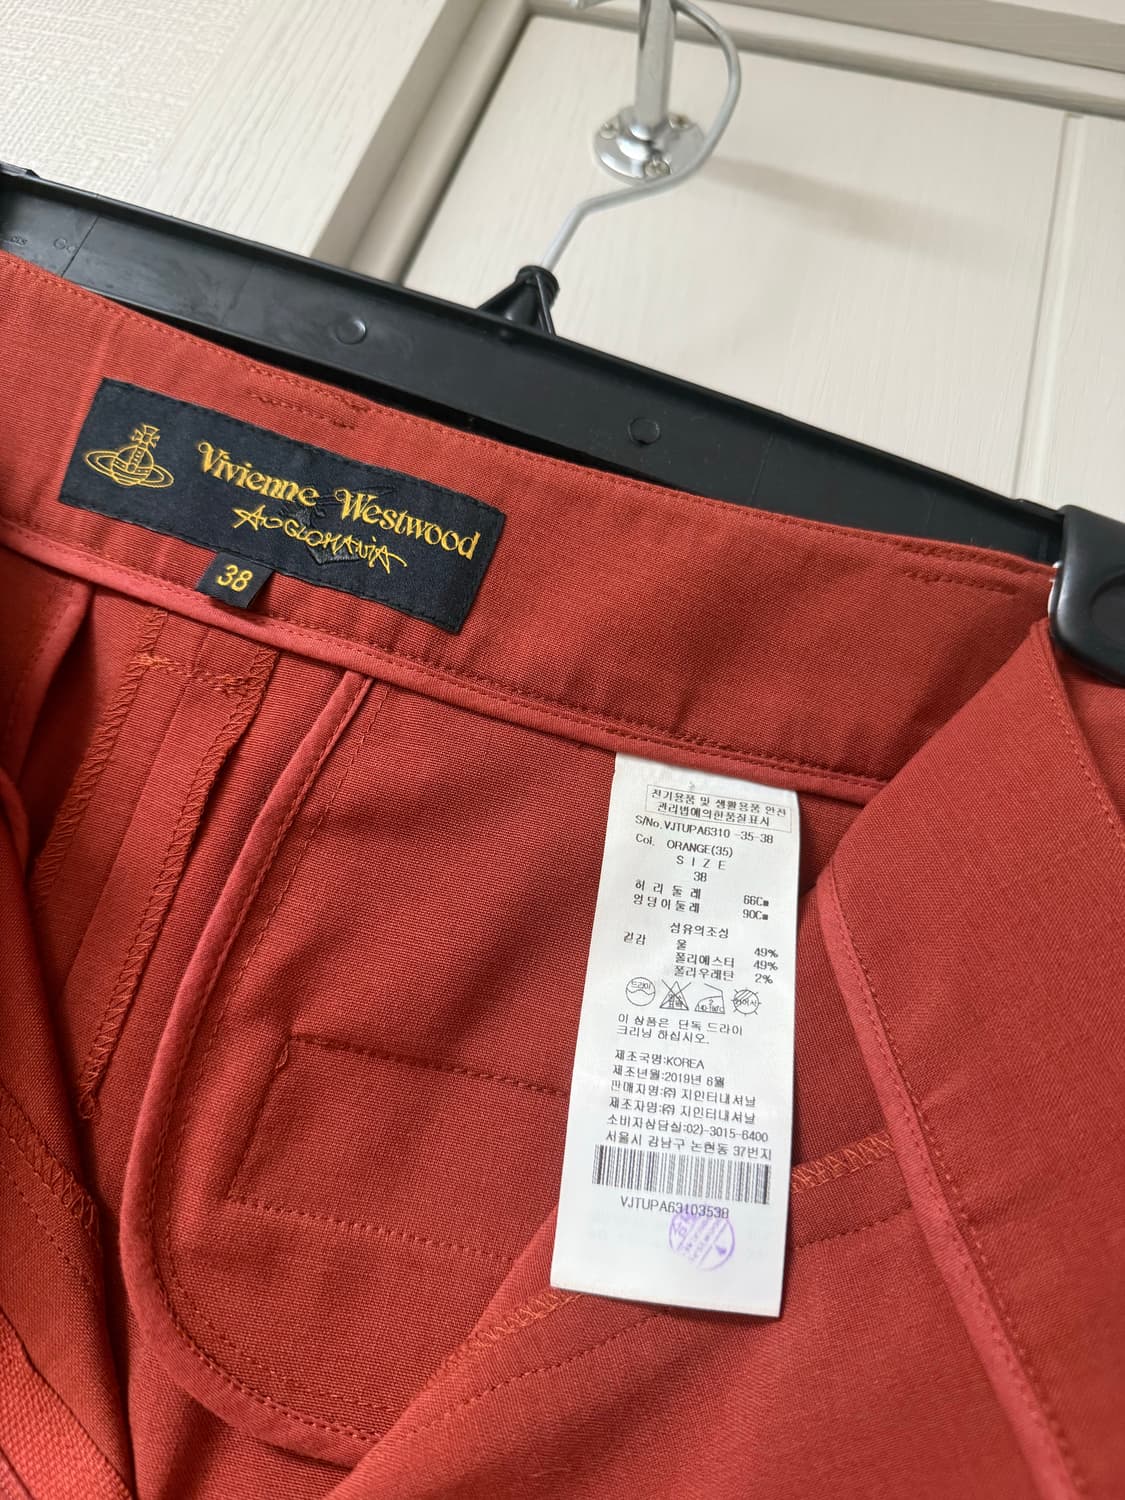 Vivienne Westwood
ANGLOMANIA
38
전기용품 및 생활용품 안전
관리법에의한품질표시
S/No.VJTUPA6310 -35-38
Col. ORANGE(35)
SIZE
38
허리둘레 66C■
엉덩이둘레 90C■
섬유의조성
겉감 울 49%
폴리에스터 49%
폴리우레탄 2%
드라이
이 상품은 단독 드라이
크리닝 하십시오.
제조국명:KOREA
제조년월:2019년 6월
판매자명:㈜ 지인터내셔날
제조자명:㈜ 지인터내셔날
소비자상담실:02)-3015-6400
서울시 강남구 논현동 37번지
VJTUPA63103538